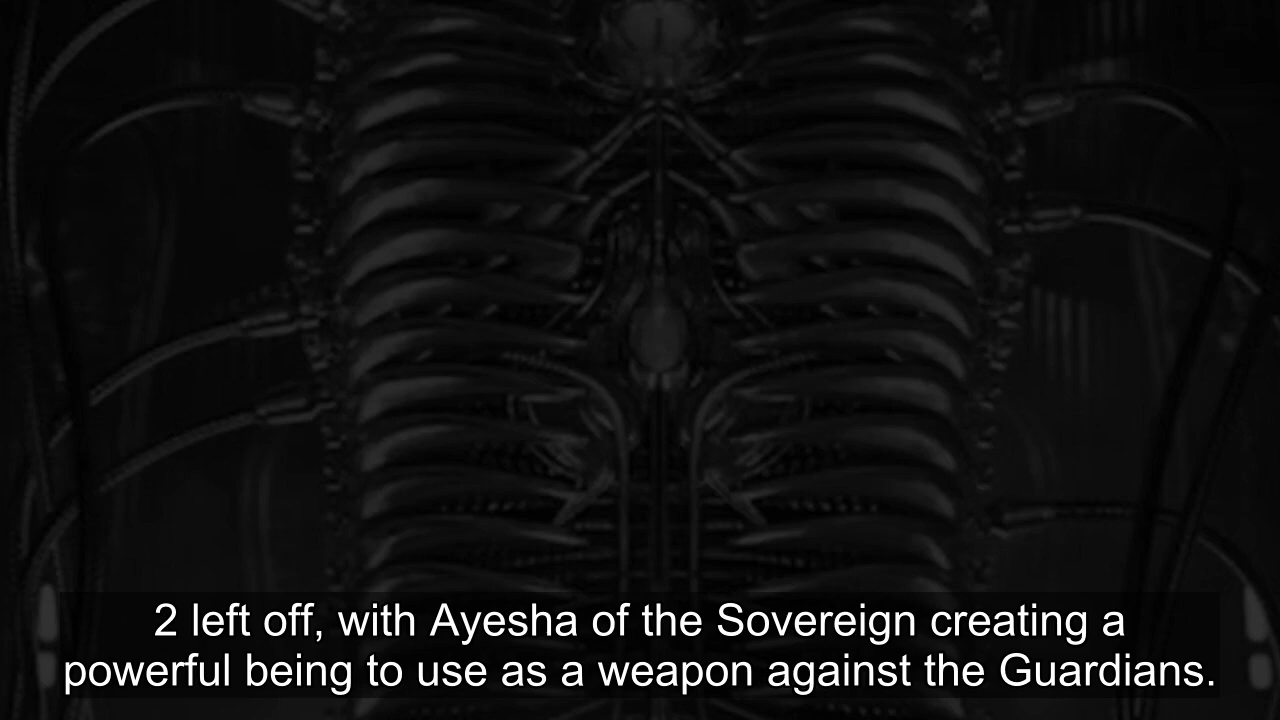 2 left off, with Ayesha of the Sovereign creating a
powerful being to use as a weapon against the Guardians.